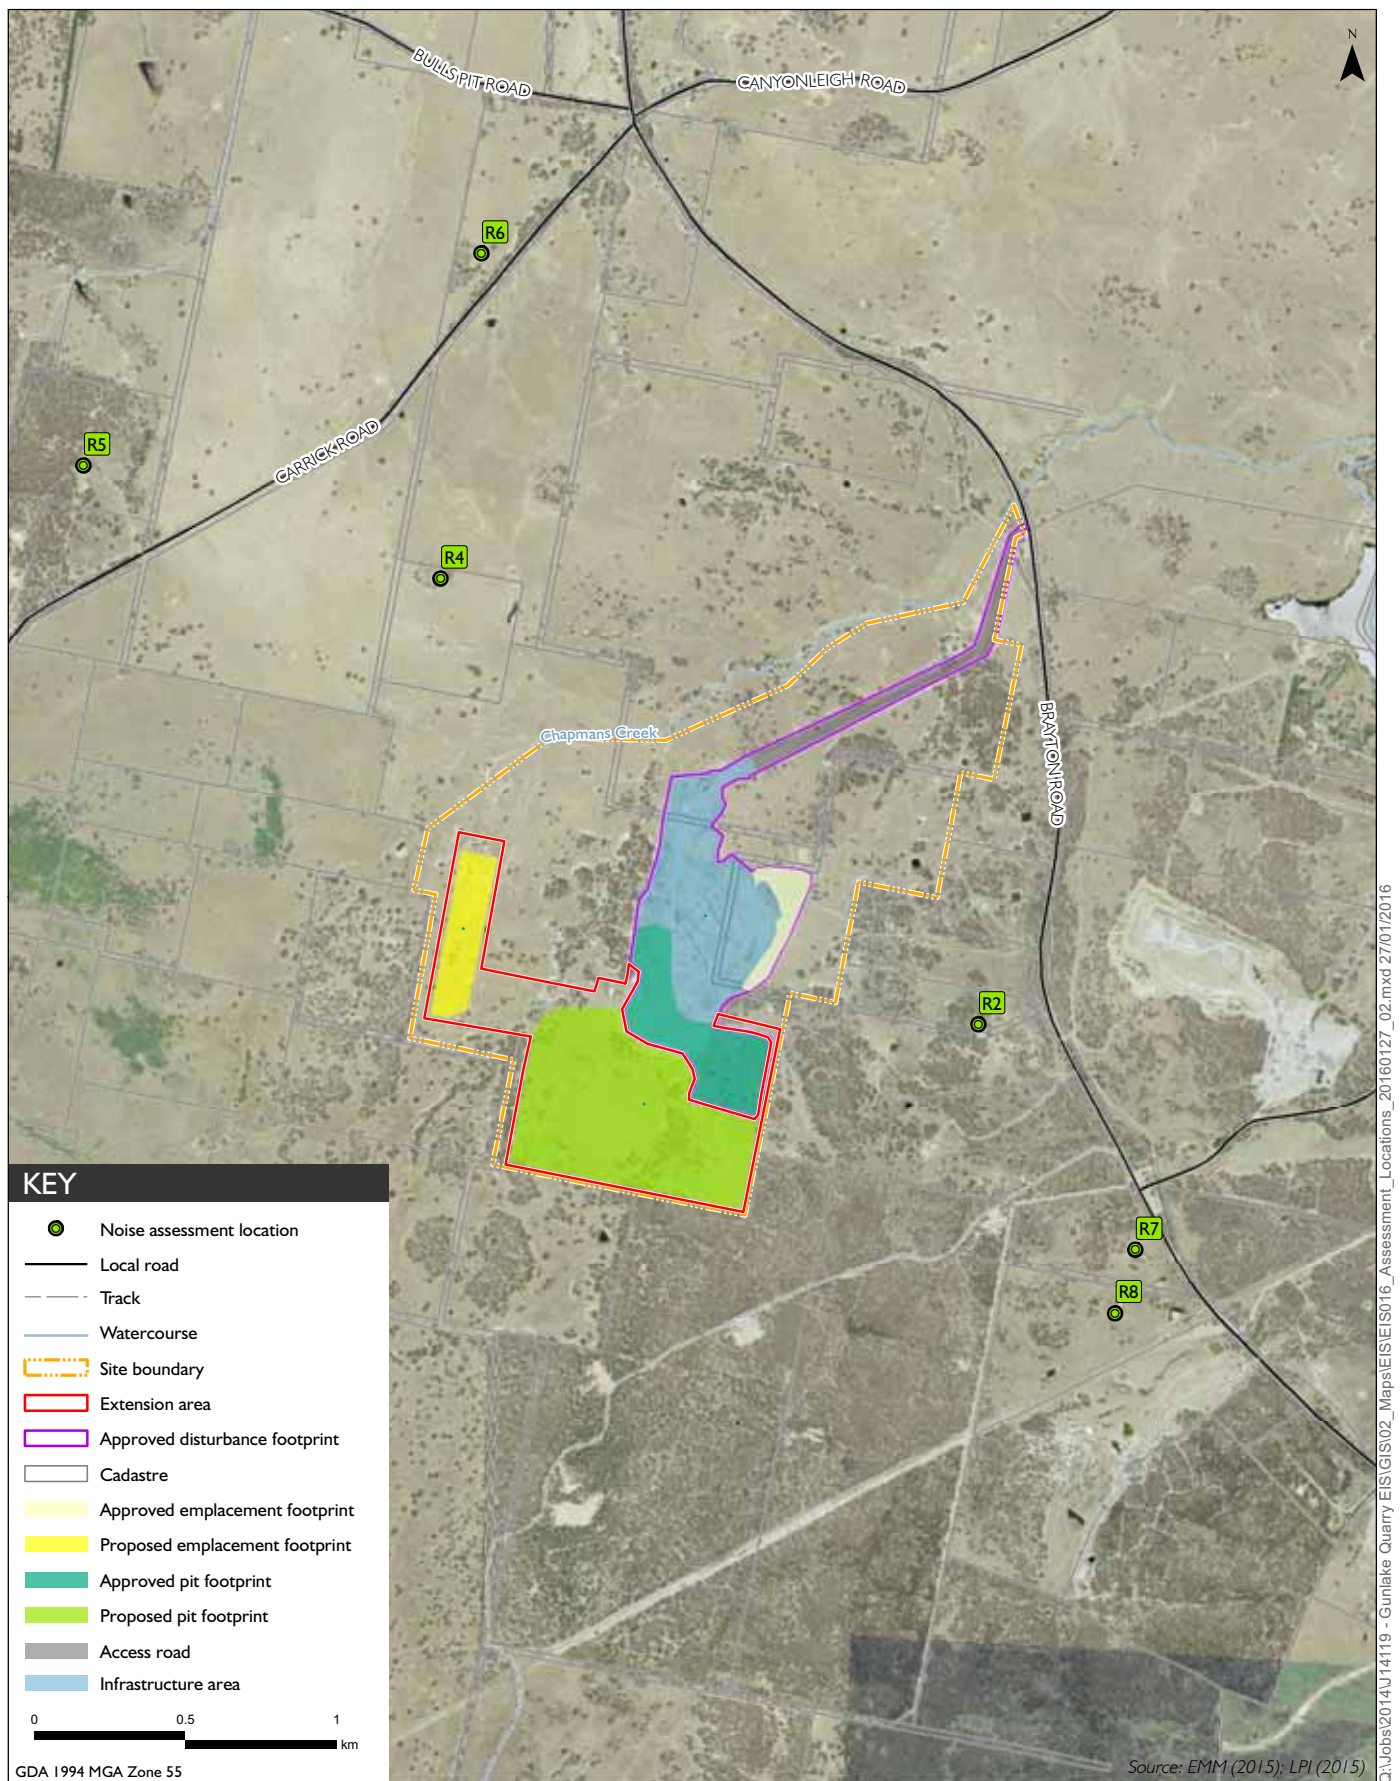 N
BULLS PIT ROAD
CANYONLEIGH ROAD
R6
CARRICK ROAD
R5
R4
Chapmans Creek
BRAYTON ROAD
R2
R7
R8
KEY
Noise assessment location
Local road
Track
Watercourse
Site boundary
Extension area
Approved disturbance footprint
Cadastre
Approved emplacement footprint
Proposed emplacement footprint
Approved pit footprint
Proposed pit footprint
Access road
Infrastructure area
0 0.5 1
km
GDA 1994 MGA Zone 55
Source: EMM (2015); LPI (2015)
Q:\Jobs\2014\J14119 - Gunlake Quarry EIS\GIS\02_Maps\EIS\EIS016_Assessment_Locations_20160127_02.mxd 27/01/2016